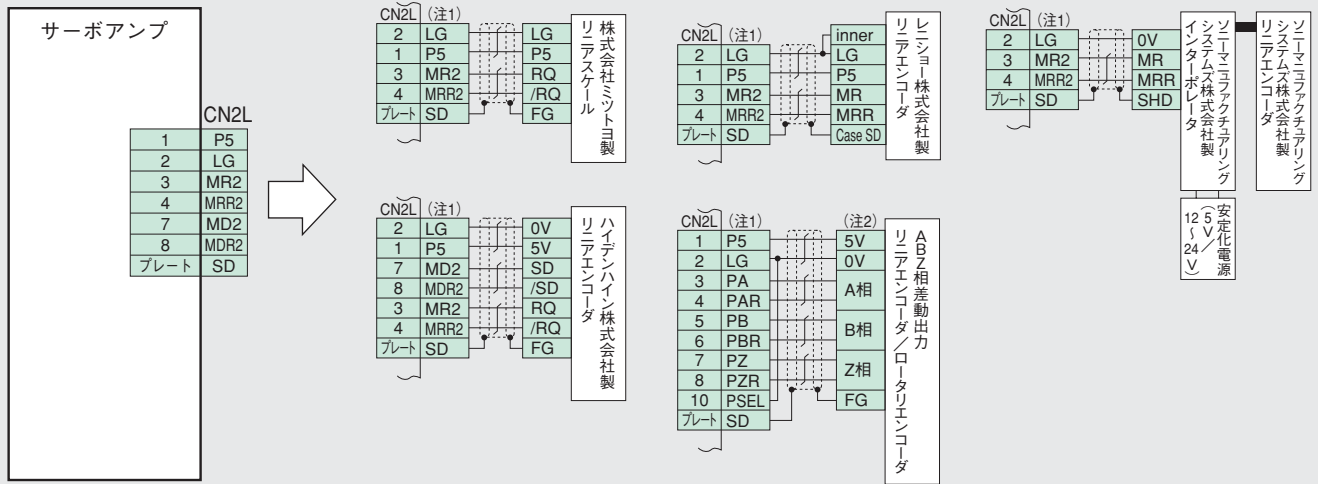 サーボアンプ
CN2L
1 P5
2 LG
3 MR2
4 MRR2
7 MD2
8 MDR2
プレート SD
CN2L (注1)
2 LG LG
1 P5 P5
3 MR2 RQ
4 MRR2 /RQ
プレート SD FG
株式会社ミツトヨ製
リニアスケール
CN2L (注1)
inner
2 LG LG
1 P5 P5
3 MR2 MR
4 MRR2 MRR
プレート SD Case SD
レニショー株式会社製
リニアエンコーダ
CN2L (注1)
2 LG 0V
3 MR2 MR
4 MRR2 MRR
プレート SD SHD
ソニーマニュファクチュアリング
システムズ株式会社製
インターポレータ
ソニーマニュファクチュアリング
システムズ株式会社製
リニアエンコーダ
安定化電源
(5V/
12~24V)
CN2L (注1)
2 LG 0V
1 P5 5V
7 MD2 SD
8 MDR2 /SD
3 MR2 RQ
4 MRR2 /RQ
プレート SD FG
ハイデンハイン株式会社製
リニアエンコーダ
CN2L (注1) (注2)
1 P5 5V
2 LG 0V
3 PA A相
4 PAR
5 PB B相
6 PBR
7 PZ Z相
8 PZR
10 PSEL FG
プレート SD
ABZ相差動出力
リニアエンコーダ/ロータリエンコーダ